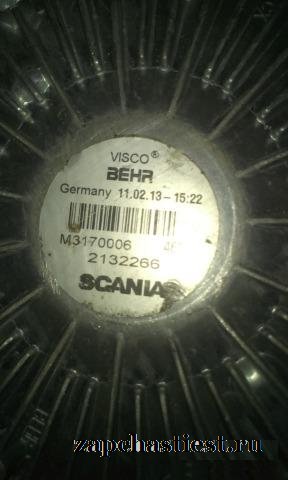 VISCO®
BEHR
Germany 11.02.13-15:22
M3170006
2132266
SCANIA
zapchastiest.ru